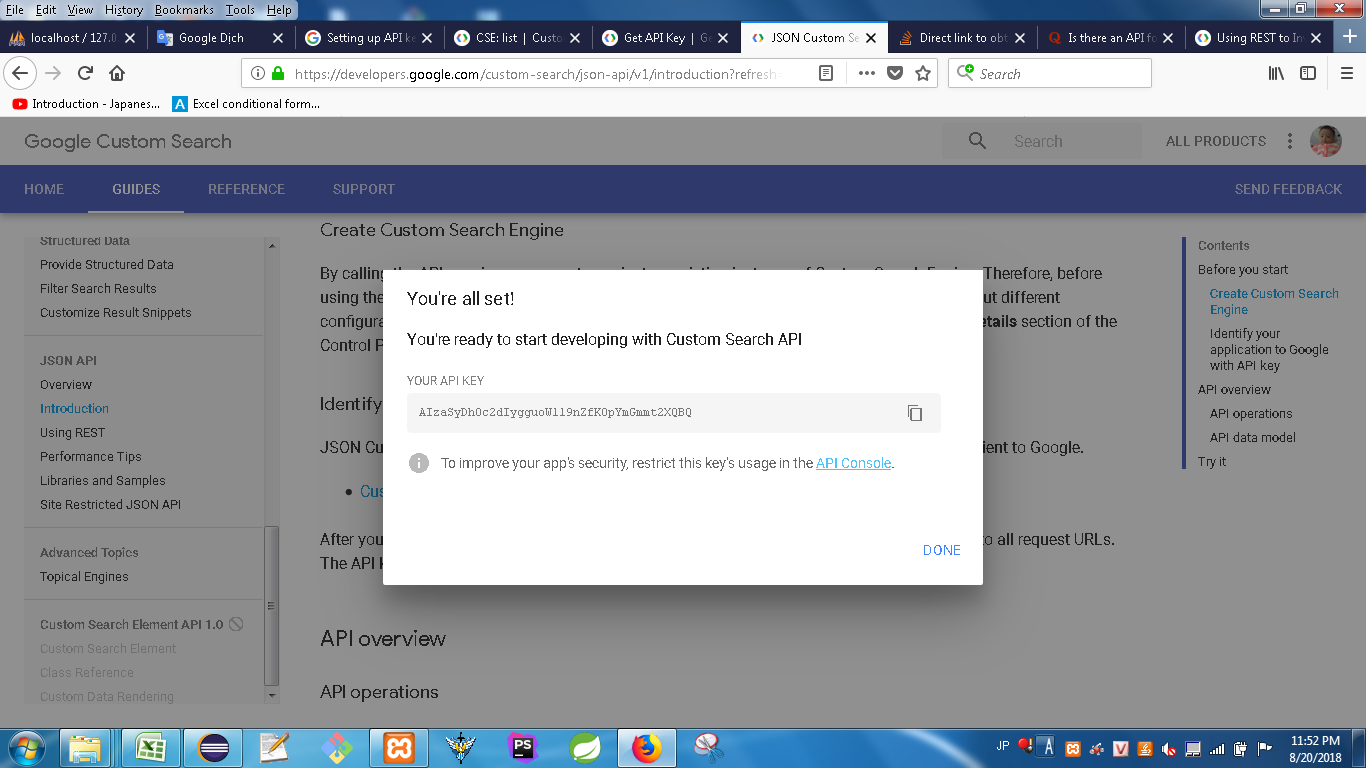 File Edit View History Bookmarks Tools Help
localhost / 127.0
Google Dịch
Setting up API ke
CSE: list | Custo
Get API Key | Ge
JSON Custom Se
Direct link to obt
Is there an API fo
Using REST to In
https://developers.google.com/custom-search/json-api/v1/introduction?refresh
Search
Introduction - Japanes...
Excel conditional form...
Google Custom Search
Search
ALL PRODUCTS
HOME
GUIDES
REFERENCE
SUPPORT
SEND FEEDBACK
Structured Data
Provide Structured Data
Filter Search Results
Customize Result Snippets
JSON API
Overview
Introduction
Using REST
Performance Tips
Libraries and Samples
Site Restricted JSON API
Advanced Topics
Topical Engines
Custom Search Element API 1.0
Custom Search Element
Class Reference
Custom Data Rendering
Create Custom Search Engine
By calling the API Therefore, before
using the ut different
configura etails section of the
Control P
Identify
JSON Cu ient to Google.
Cus
After you o all request URLs.
The API k
You're all set!
You're ready to start developing with Custom Search API
YOUR API KEY
To improve your app's security, restrict this key's usage in the API Console.
DONE
API overview
API operations
Contents
Before you start
Create Custom Search
Engine
Identify your
application to Google
with API key
API overview
API operations
API data model
Try it
PS
JP
A
11:52 PM
8/20/2018